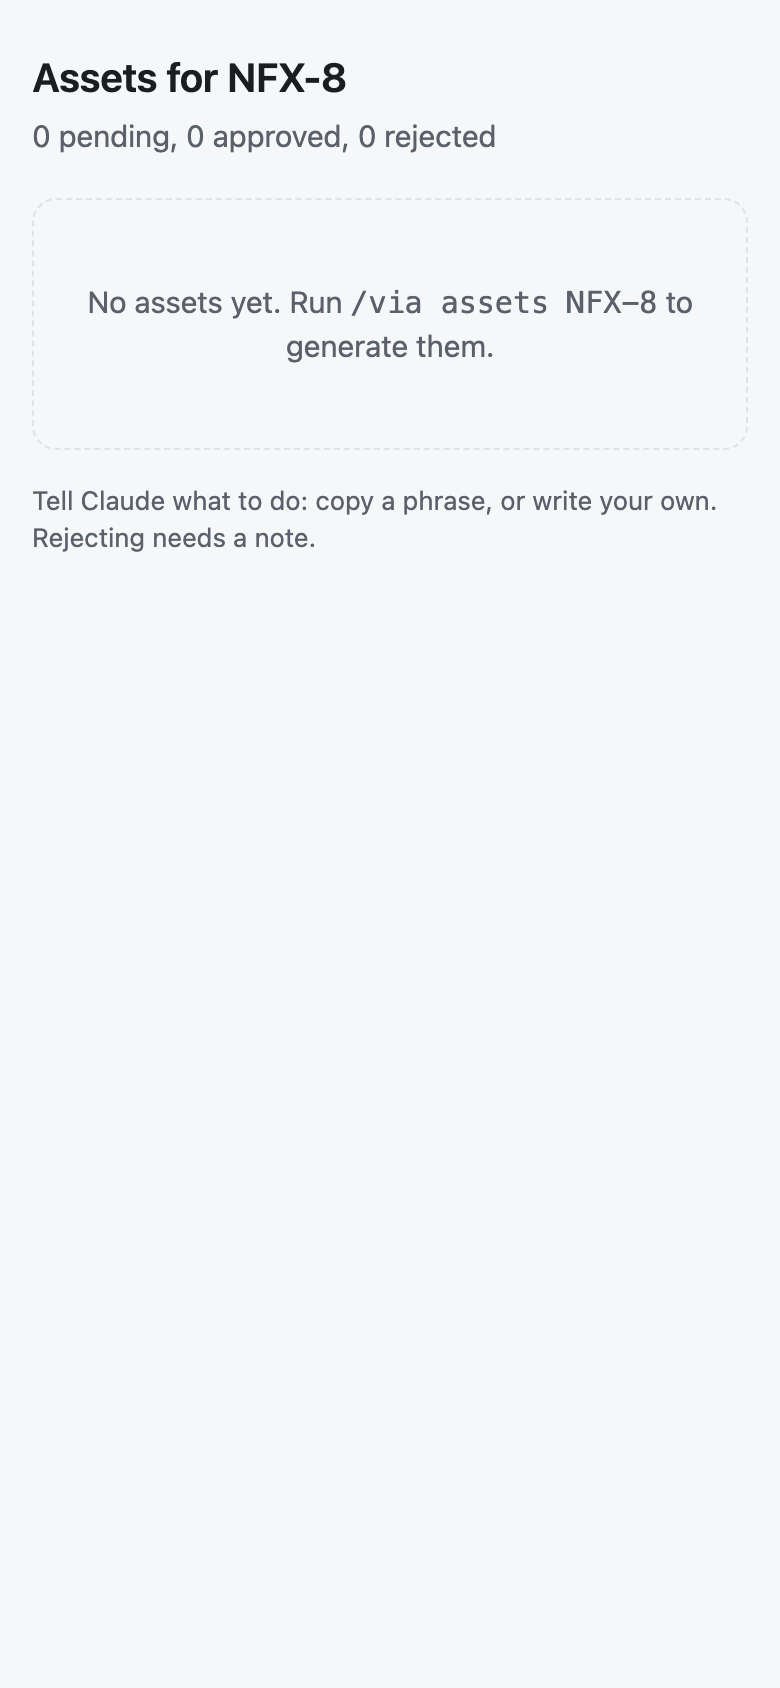 Assets for NFX-8
0 pending, 0 approved, 0 rejected
No assets yet. Run /via assets NFX-8 to
generate them.
Tell Claude what to do: copy a phrase, or write your own.
Rejecting needs a note.